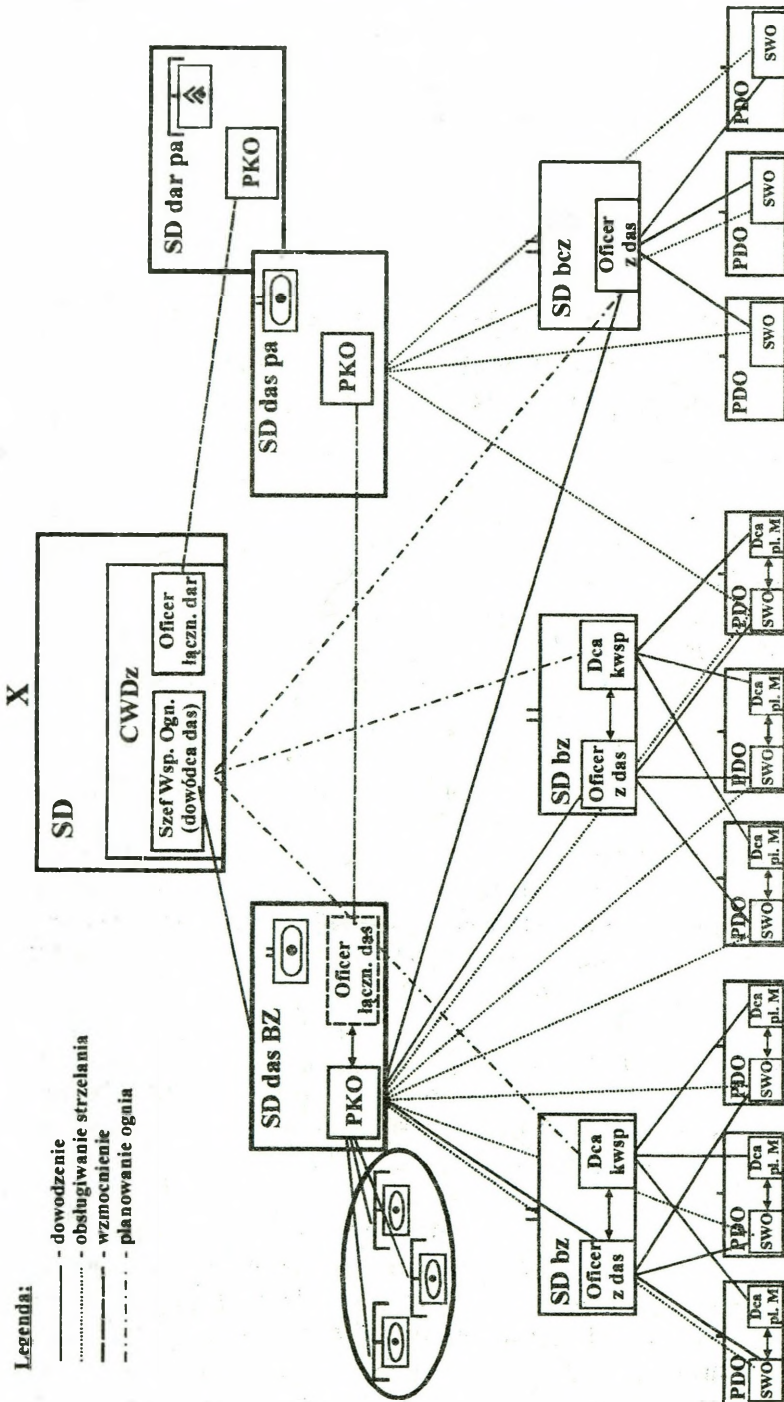 X
SD
CWDz
Szef Wsp. Ogn.
(dowódca das)
Oficer
łączn. dar
SD dar pa
PKO
SD das pa
PKO
SD das BZ
PKO
Oficer
łączn. das
SD bz
Oficer
z das
Dca
kwsp
SD bz
Oficer
z das
Dca
kwsp
SD bcz
Oficer
z das
PDO
SWO
Dca
pl. M
PDO
SWO
Dca
pl. M
PDO
SWO
Dca
pl. M
PDO
SWO
Dca
pl. M
PDO
SWO
Dca
pl. M
PDO
SWO
Dca
pl. M
PDO
SWO
PDO
SWO
PDO
SWO
Legenda:
- dowodzenie
- obsługiwanie strzelania
- wzmocnienie
- planowanie ognia